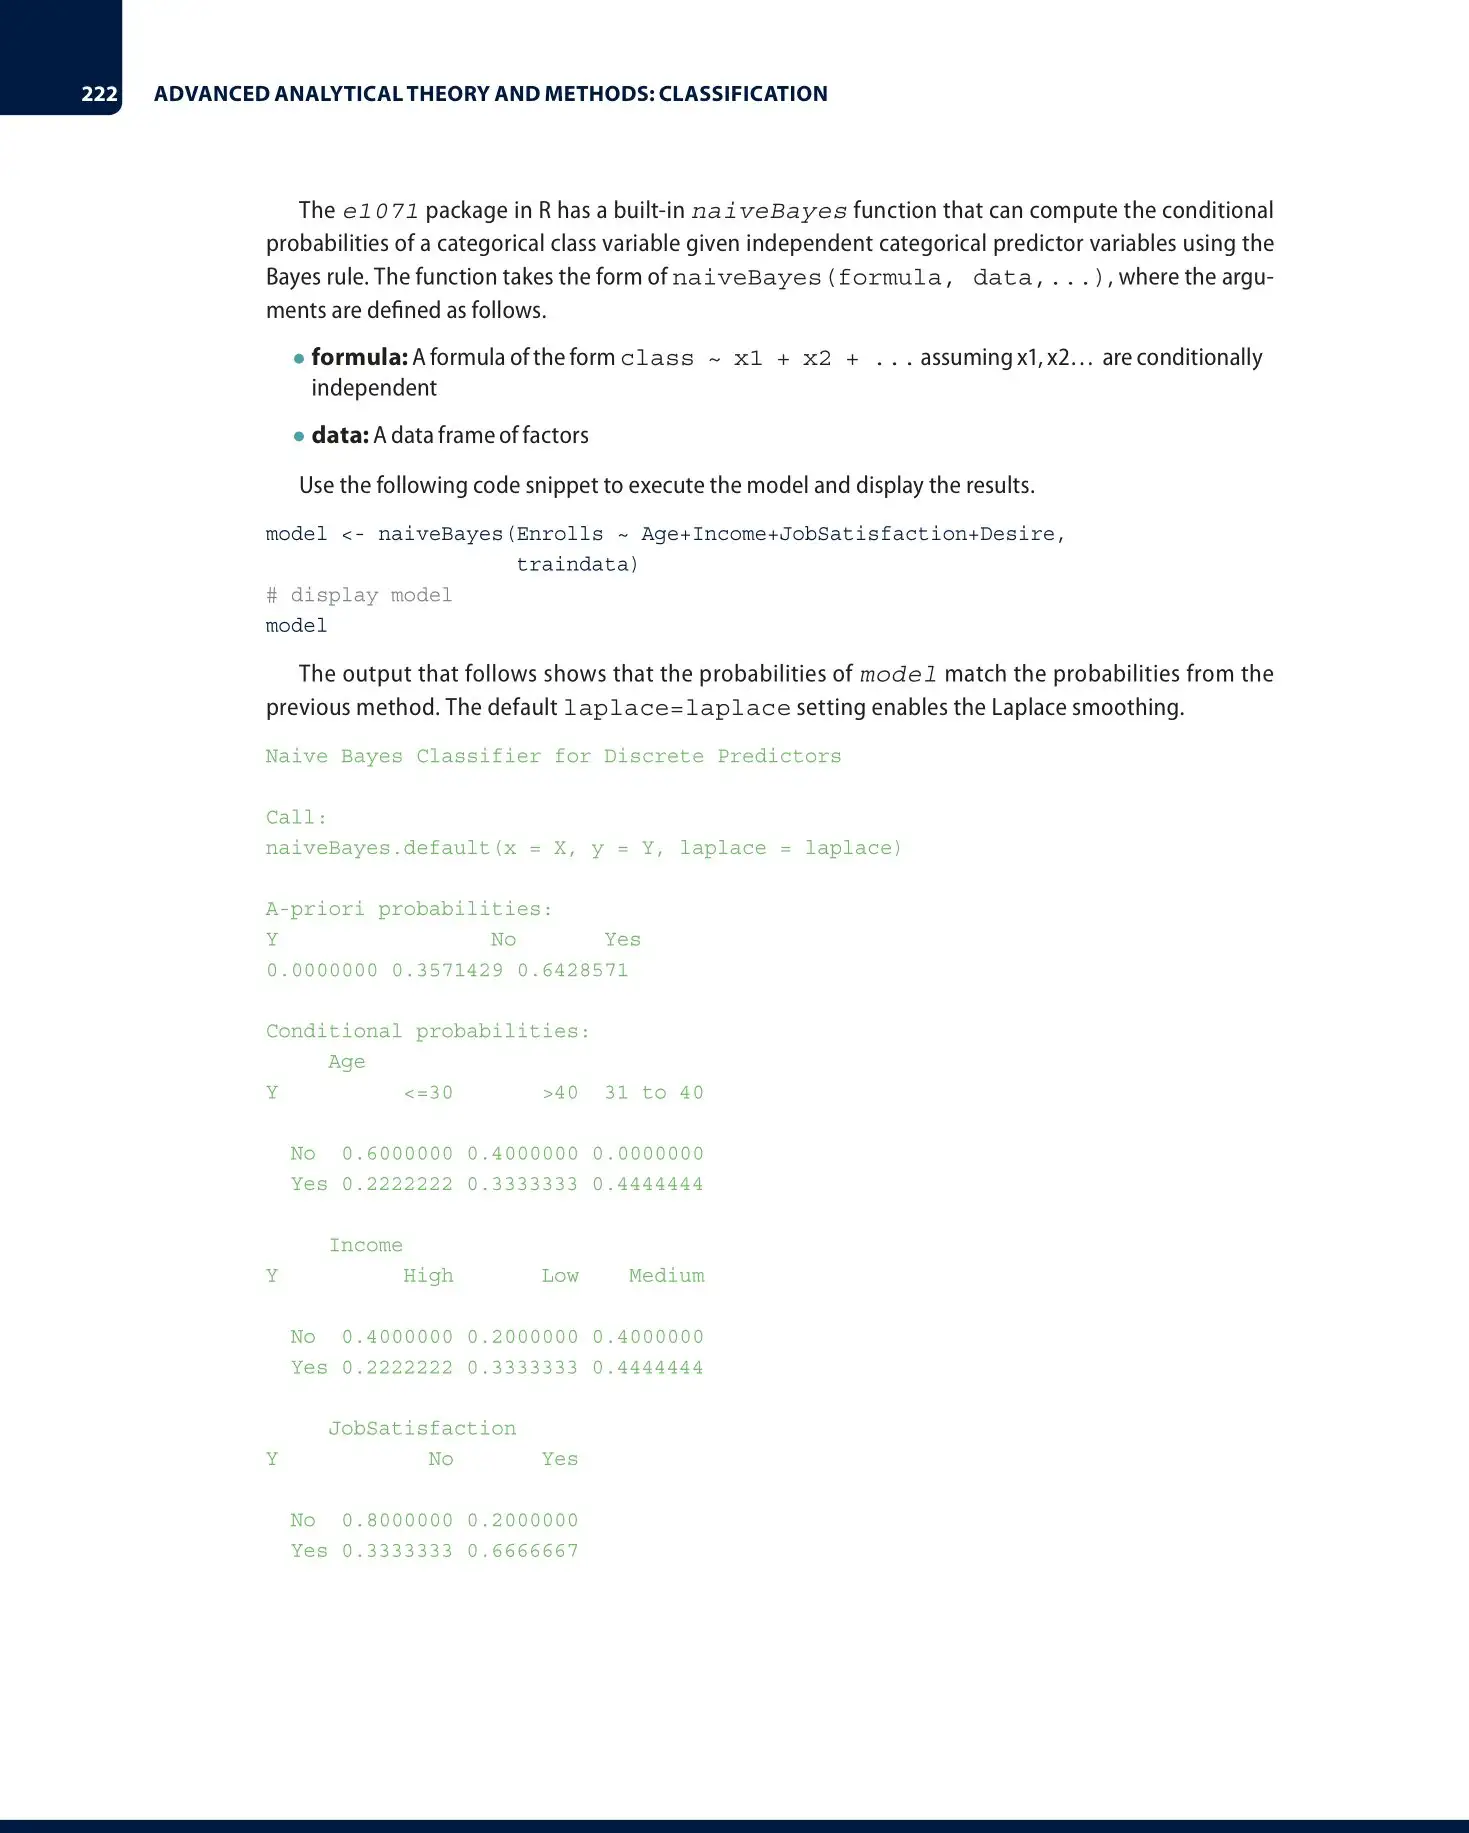 222 ADVANCED ANALYTICAL THEORY AND METHODS: CLASSIFICATION
The e1071 package in R has a built-in naiveBayes function that can compute the conditional
probabilities of a categorical class variable given independent categorical predictor variables using the
Bayes rule. The function takes the form of naiveBayes(formula, data,...), where the argu-
ments are defined as follows.
● formula: A formula of the form class ~ x1 + x2 + ... assuming x1, x2… are conditionally
independent
● data: A data frame of factors
Use the following code snippet to execute the model and display the results.
model <- naiveBayes(Enrolls ~ Age+Income+JobSatisfaction+Desire,
                    traindata)
# display model
model
The output that follows shows that the probabilities of model match the probabilities from the
previous method. The default laplace=laplace setting enables the Laplace smoothing.
Naive Bayes Classifier for Discrete Predictors
Call:
naiveBayes.default(x = X, y = Y, laplace = laplace)
A-priori probabilities:
Y                 No       Yes
0.0000000 0.3571429 0.6428571
Conditional probabilities:
     Age
Y          <=30       >40  31 to 40
  No  0.6000000 0.4000000 0.0000000
  Yes 0.2222222 0.3333333 0.4444444
     Income
Y          High       Low    Medium
  No  0.4000000 0.2000000 0.4000000
  Yes 0.2222222 0.3333333 0.4444444
     JobSatisfaction
Y            No       Yes
  No  0.8000000 0.2000000
  Yes 0.3333333 0.6666667